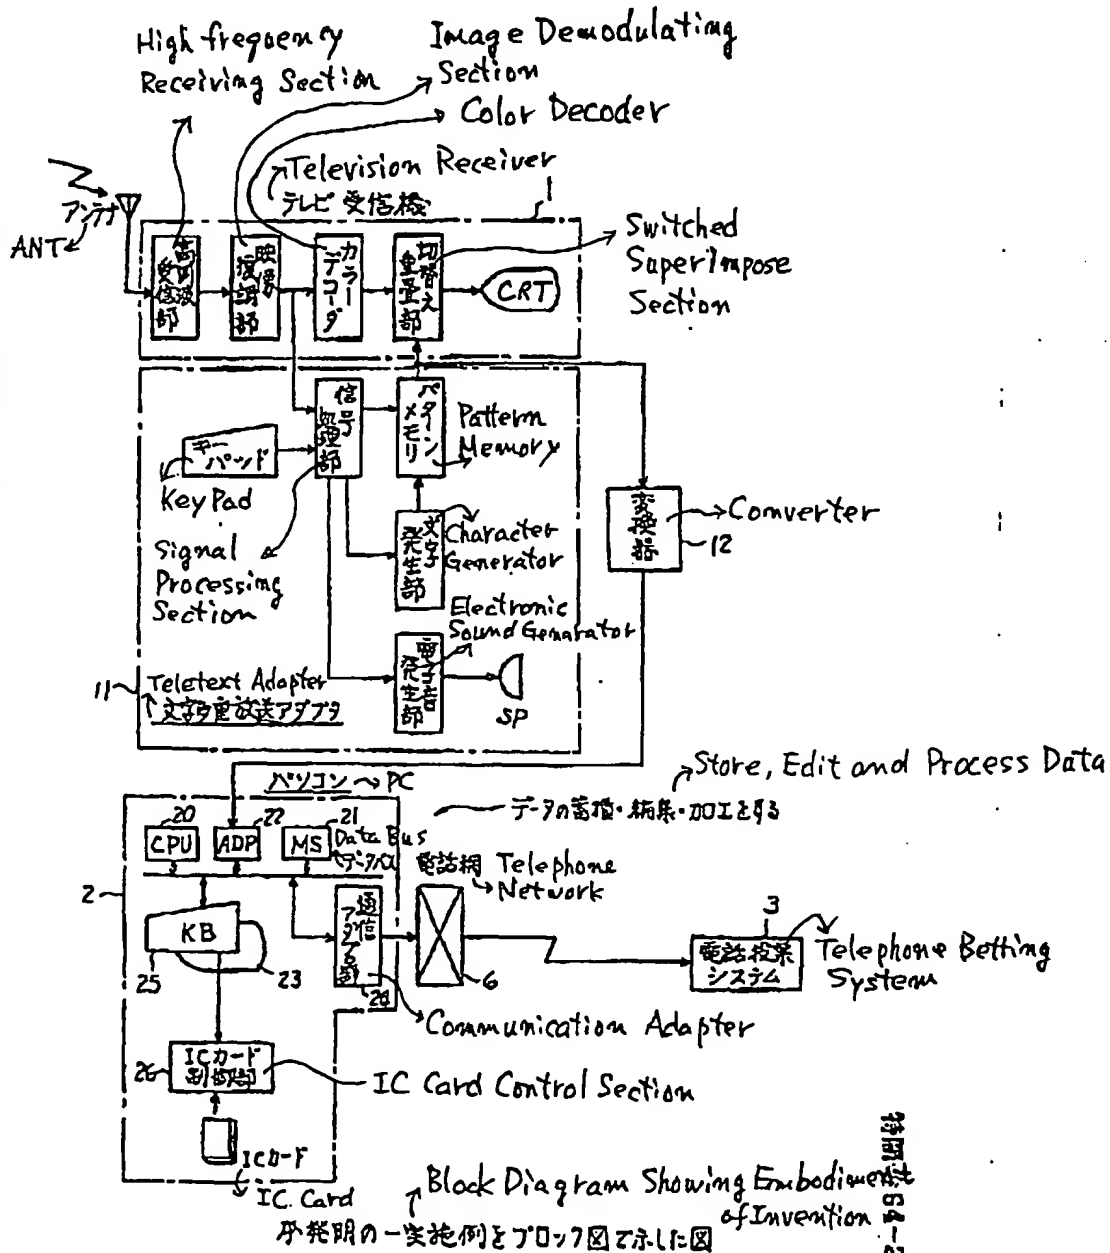 High frequency
Receiving Section
Image Demodulating
Section
Color Decoder
Television Receiver
テレビ受信機
1
アンテナ
ANT
受信部
復調部
カラー
デコーダ
切替え
重畳部
CRT
Switched
SuperImpose
Section
信号
処理部
パターン
メモリ
Pattern
Memory
キー
パッド
KeyPad
Signal
Processing
Section
文字
発生部
Character
Generator
Electronic
Sound Genarator
電子音
発生部
SP
変換器
Converter
12
11
Teletext Adapter
文字多重放送アダプタ
パソコン PC
Store, Edit and Process Data
データの蓄積・編集・加工をする
20
22
21
CPU
ADP
MS
Data Bus
データバス
電話網 Telephone
Network
2
KB
25
23
通信
アダプタ部
6
3
電話投票
システム
Telephone Betting
System
Communication Adapter
26
ICカード
制御部
IC Card Control Section
ICカード
IC. Card
Block Diagram Showing Embodiment
of Invention
本発明の一実施例をブロック図で示した図